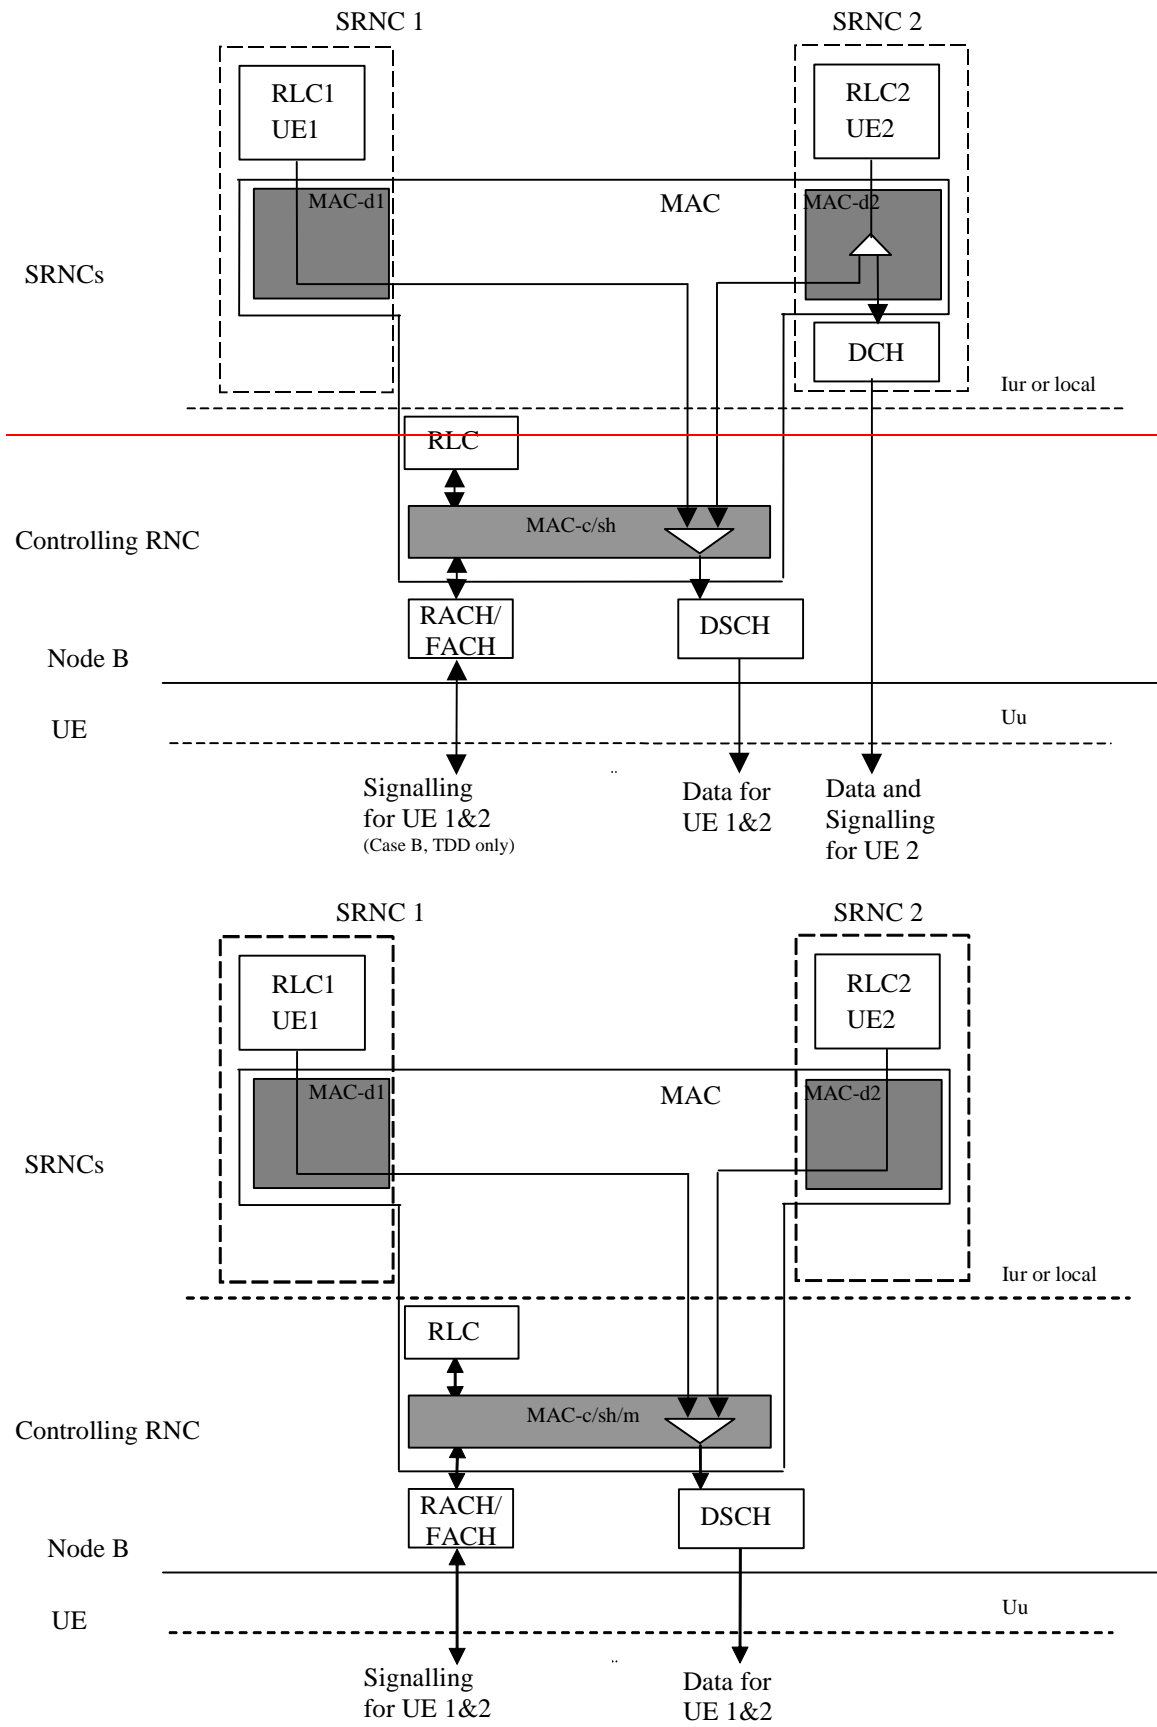 SRNC 1
SRNC 2
RLC1
UE1
RLC2
UE2
MAC-d1
MAC
MAC-d2
SRNCs
DCH
Iur or local
RLC
MAC-c/sh
Controlling RNC
RACH/
FACH
DSCH
Node B
UE
Uu
Signalling
for UE 1&2
(Case B, TDD only)
..
Data for
UE 1&2
Data and
Signalling
for UE 2
SRNC 1
SRNC 2
RLC1
UE1
RLC2
UE2
MAC-d1
MAC
MAC-d2
SRNCs
Iur or local
RLC
MAC-c/sh/m
Controlling RNC
RACH/
FACH
DSCH
Node B
UE
Uu
Signalling
for UE 1&2
..
Data for
UE 1&2